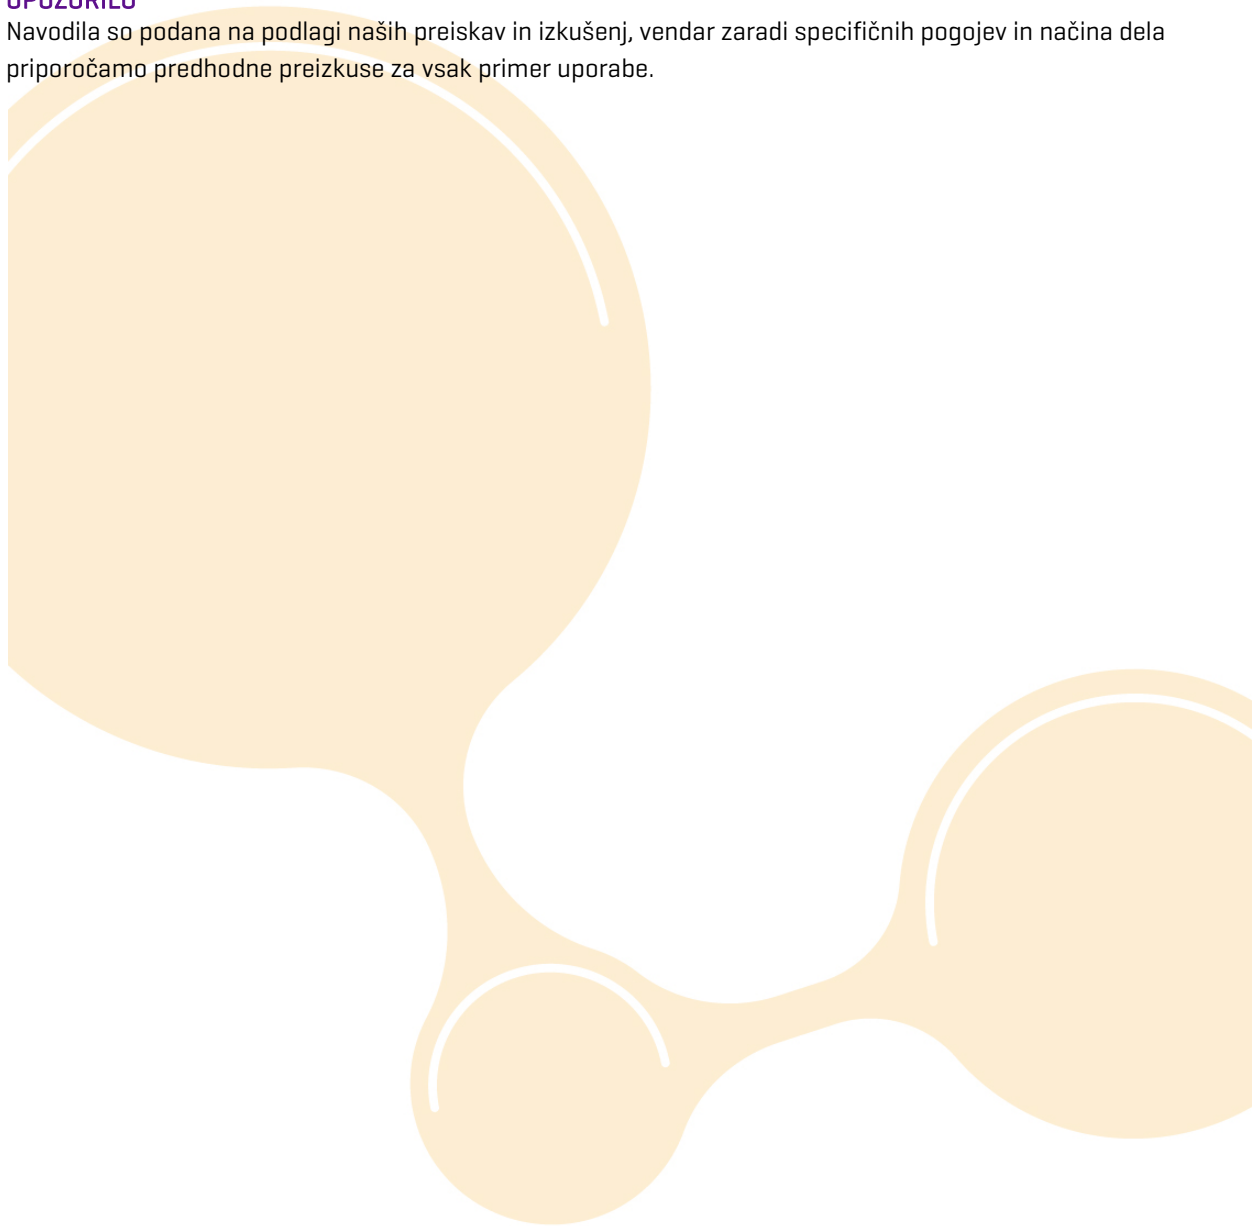 OPOZORILO
Navodila so podana na podlagi naših preiskav in izkušenj, vendar zaradi specifičnih pogojev in načina dela
priporočamo predhodne preizkuse za vsak primer uporabe.